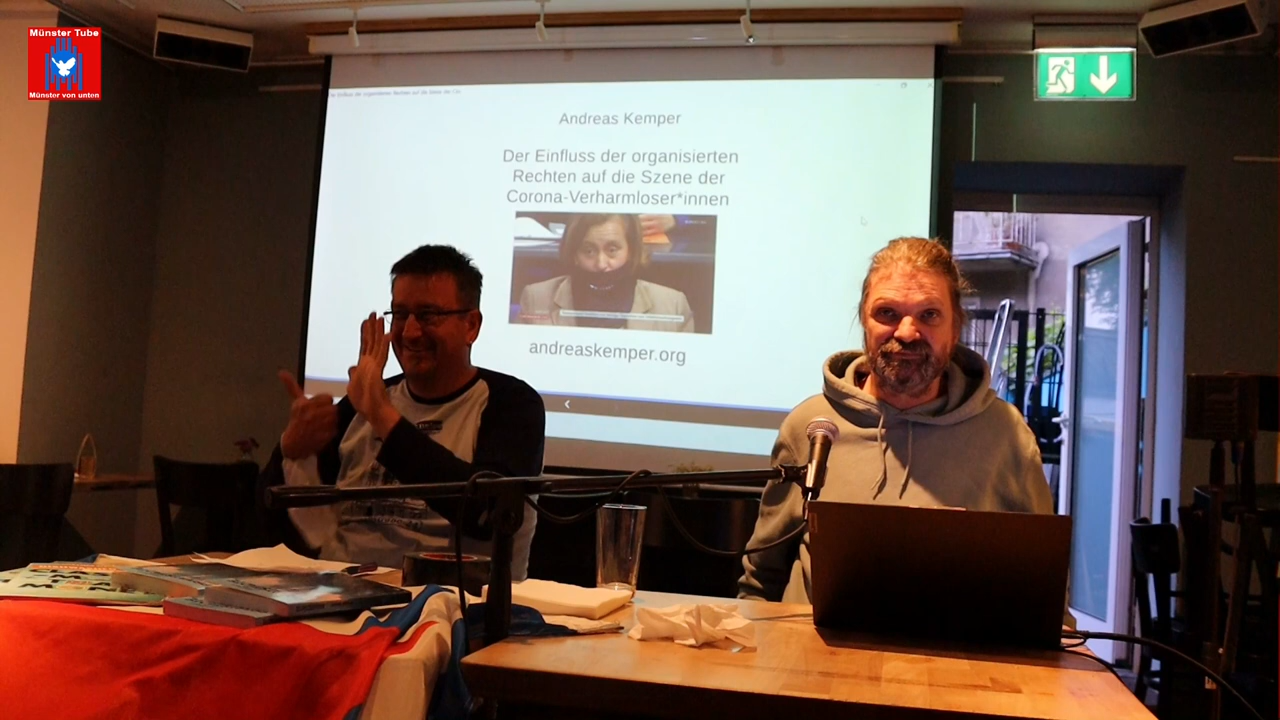 Münster Tube
Münster von unten
Andreas Kemper
Der Einfluss der organisierten
Rechten auf die Szene der
Corona-Verharmloser*innen
andreaskemper.org